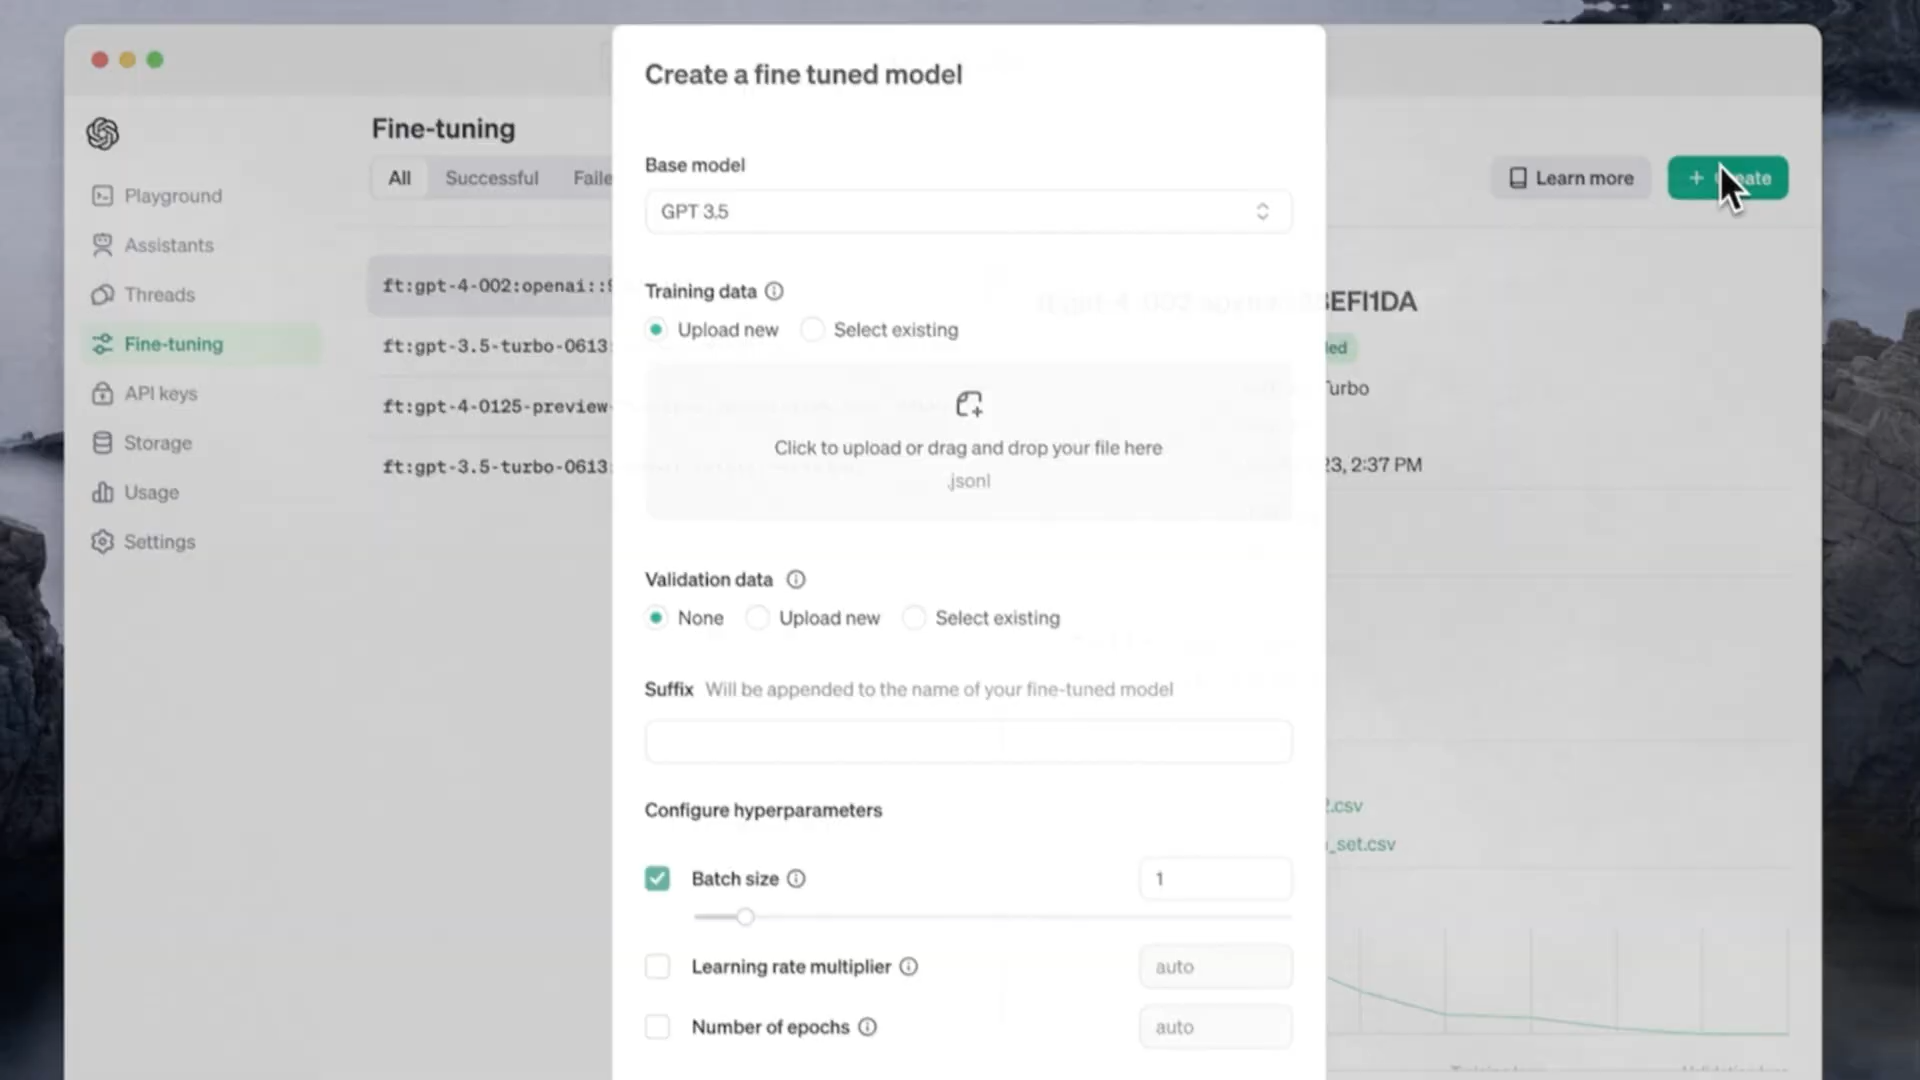 Create a fine tuned model
Fine-tuning
All Successful Faile
Learn more
+
Playground
Assistants
Threads
Fine-tuning
API keys
Storage
Usage
Settings
ft:gpt-4-002:openai::
ft:gpt-3.5-turbo-0613:
ft:gpt-4-0125-preview-
ft:gpt-3.5-turbo-0613:
Base model
GPT 3.5
Training data
Upload new Select existing
Click to upload or drag and drop your file here
.jsonl
Validation data
None Upload new Select existing
Suffix Will be appended to the name of your fine-tuned model
Configure hyperparameters
Batch size 1
Learning rate multiplier auto
Number of epochs auto
EFI1DA
led
Turbo
23, 2:37 PM
.csv
_set.csv